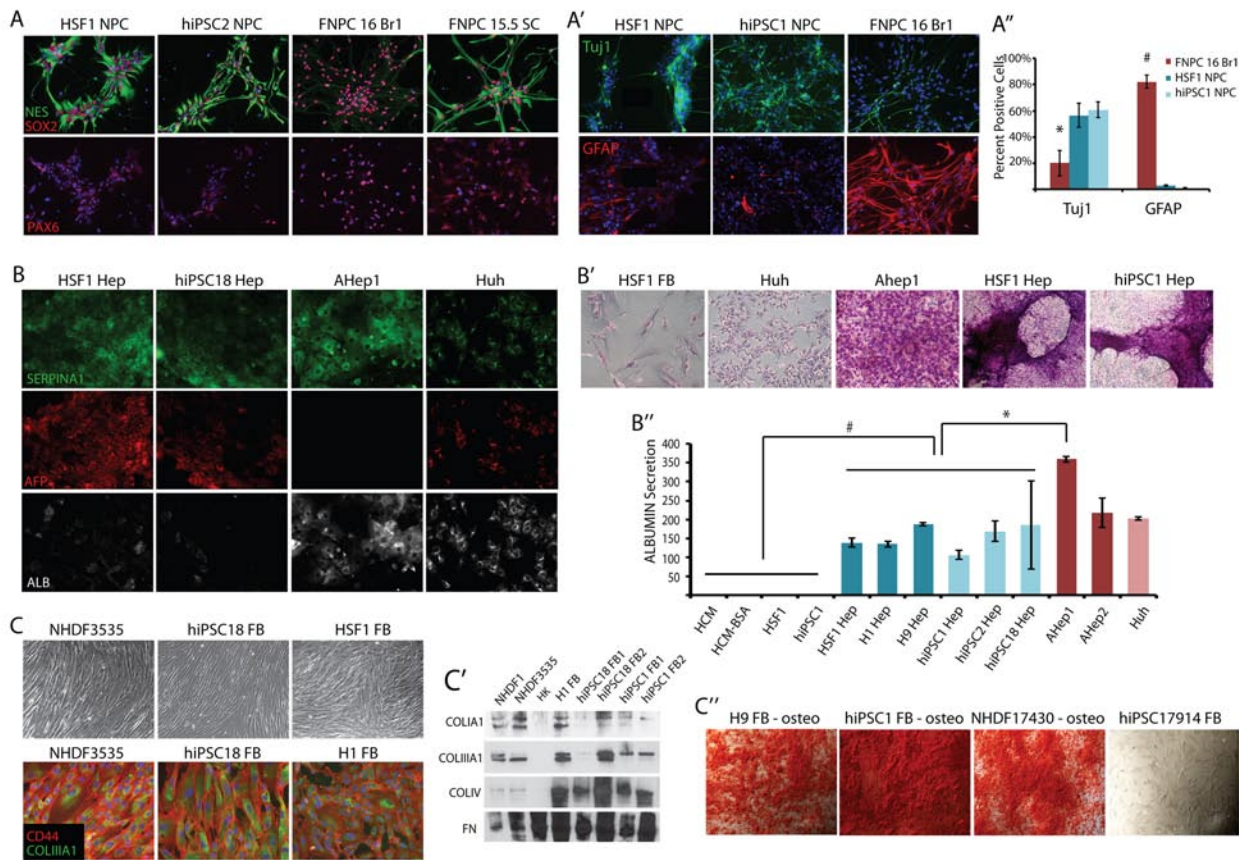 A
HSF1 NPC hiPSC2 NPC FNPC 16 Br1 FNPC 15.5 SC
NES
SOX2
PAX6
A'
HSF1 NPC hiPSC1 NPC FNPC 16 Br1
Tuj1
GFAP
A''
Percent Positive Cells
100%
80%
60%
40%
20%
*
#
FNPC 16 Br1
HSF1 NPC
hiPSC1 NPC
Tuj1 GFAP
B
HSF1 Hep hiPSC18 Hep AHep1 Huh
SERPINA1
AFP
ALB
B'
HSF1 FB Huh Ahep1 HSF1 Hep hiPSC1 Hep
B''
ALBUMIN Secretion
400
350
300
250
200
150
100
50
#
*
HCM
HCM-BSA
HSF1
hiPSC1
HSF1 Hep
H1 Hep
H9 Hep
hiPSC1 Hep
hiPSC2 Hep
hiPSC18 Hep
AHep1
AHep2
Huh
C
NHDF3535 hiPSC18 FB HSF1 FB
NHDF3535 hiPSC18 FB H1 FB
CD44
COLIIIA1
C'
NHDF1
NHDF3535
HK
H1 FB
hiPSC18 FB1
hiPSC18 FB2
hiPSC1 FB1
hiPSC1 FB2
COLIA1
COLIIIA1
COLIV
FN
C''
H9 FB - osteo hiPSC1 FB - osteo NHDF17430 - osteo hiPSC17914 FB